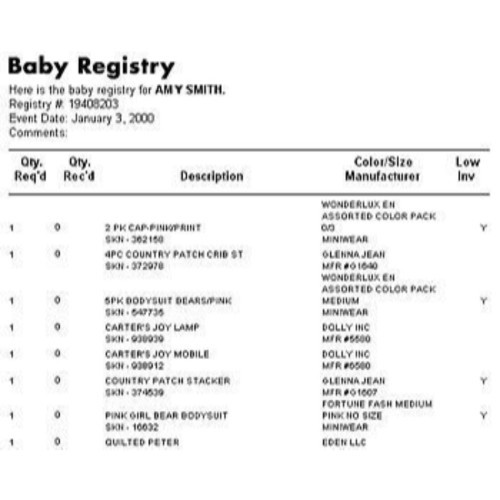 Baby Registry
Here is the baby registry for AMY SMITH.
Registry #: 19408203
Event Date: January 3, 2000
Comments:
Qty. Req'd Qty. Rec'd Description Color/Size Manufacturer Low Inv
WONDERLUX EN
ASSORTED COLOR PACK
1 0 2 PK CAP-PINK/PRINT 0/3 Y
SKN - 362150 MINIWEAR
1 0 4PC COUNTRY PATCH CRIB ST GLENNA JEAN Y
SKN - 372978 MFR #G1640
WONDERLUX EN
ASSORTED COLOR PACK
1 0 5PK BODYSUIT BEARS/PINK MEDIUM Y
SKN - 547735 MINIWEAR
1 0 CARTER'S JOY LAMP DOLLY INC
SKN - 938939 MFR #5580
1 0 CARTER'S JOY MOBILE DOLLY INC
SKN - 938912
1 0 COUNTRY PATCH STACKER GLENNA JEAN Y
SKN - 374539 MFR #G1607
FORTUNE FASH MEDIUM
1 0 PINK GIRL BEAR BODYSUIT PINK NO SIZE Y
SKN - 10032 MINIWEAR
1 0 QUILTED PETER EDEN LLC